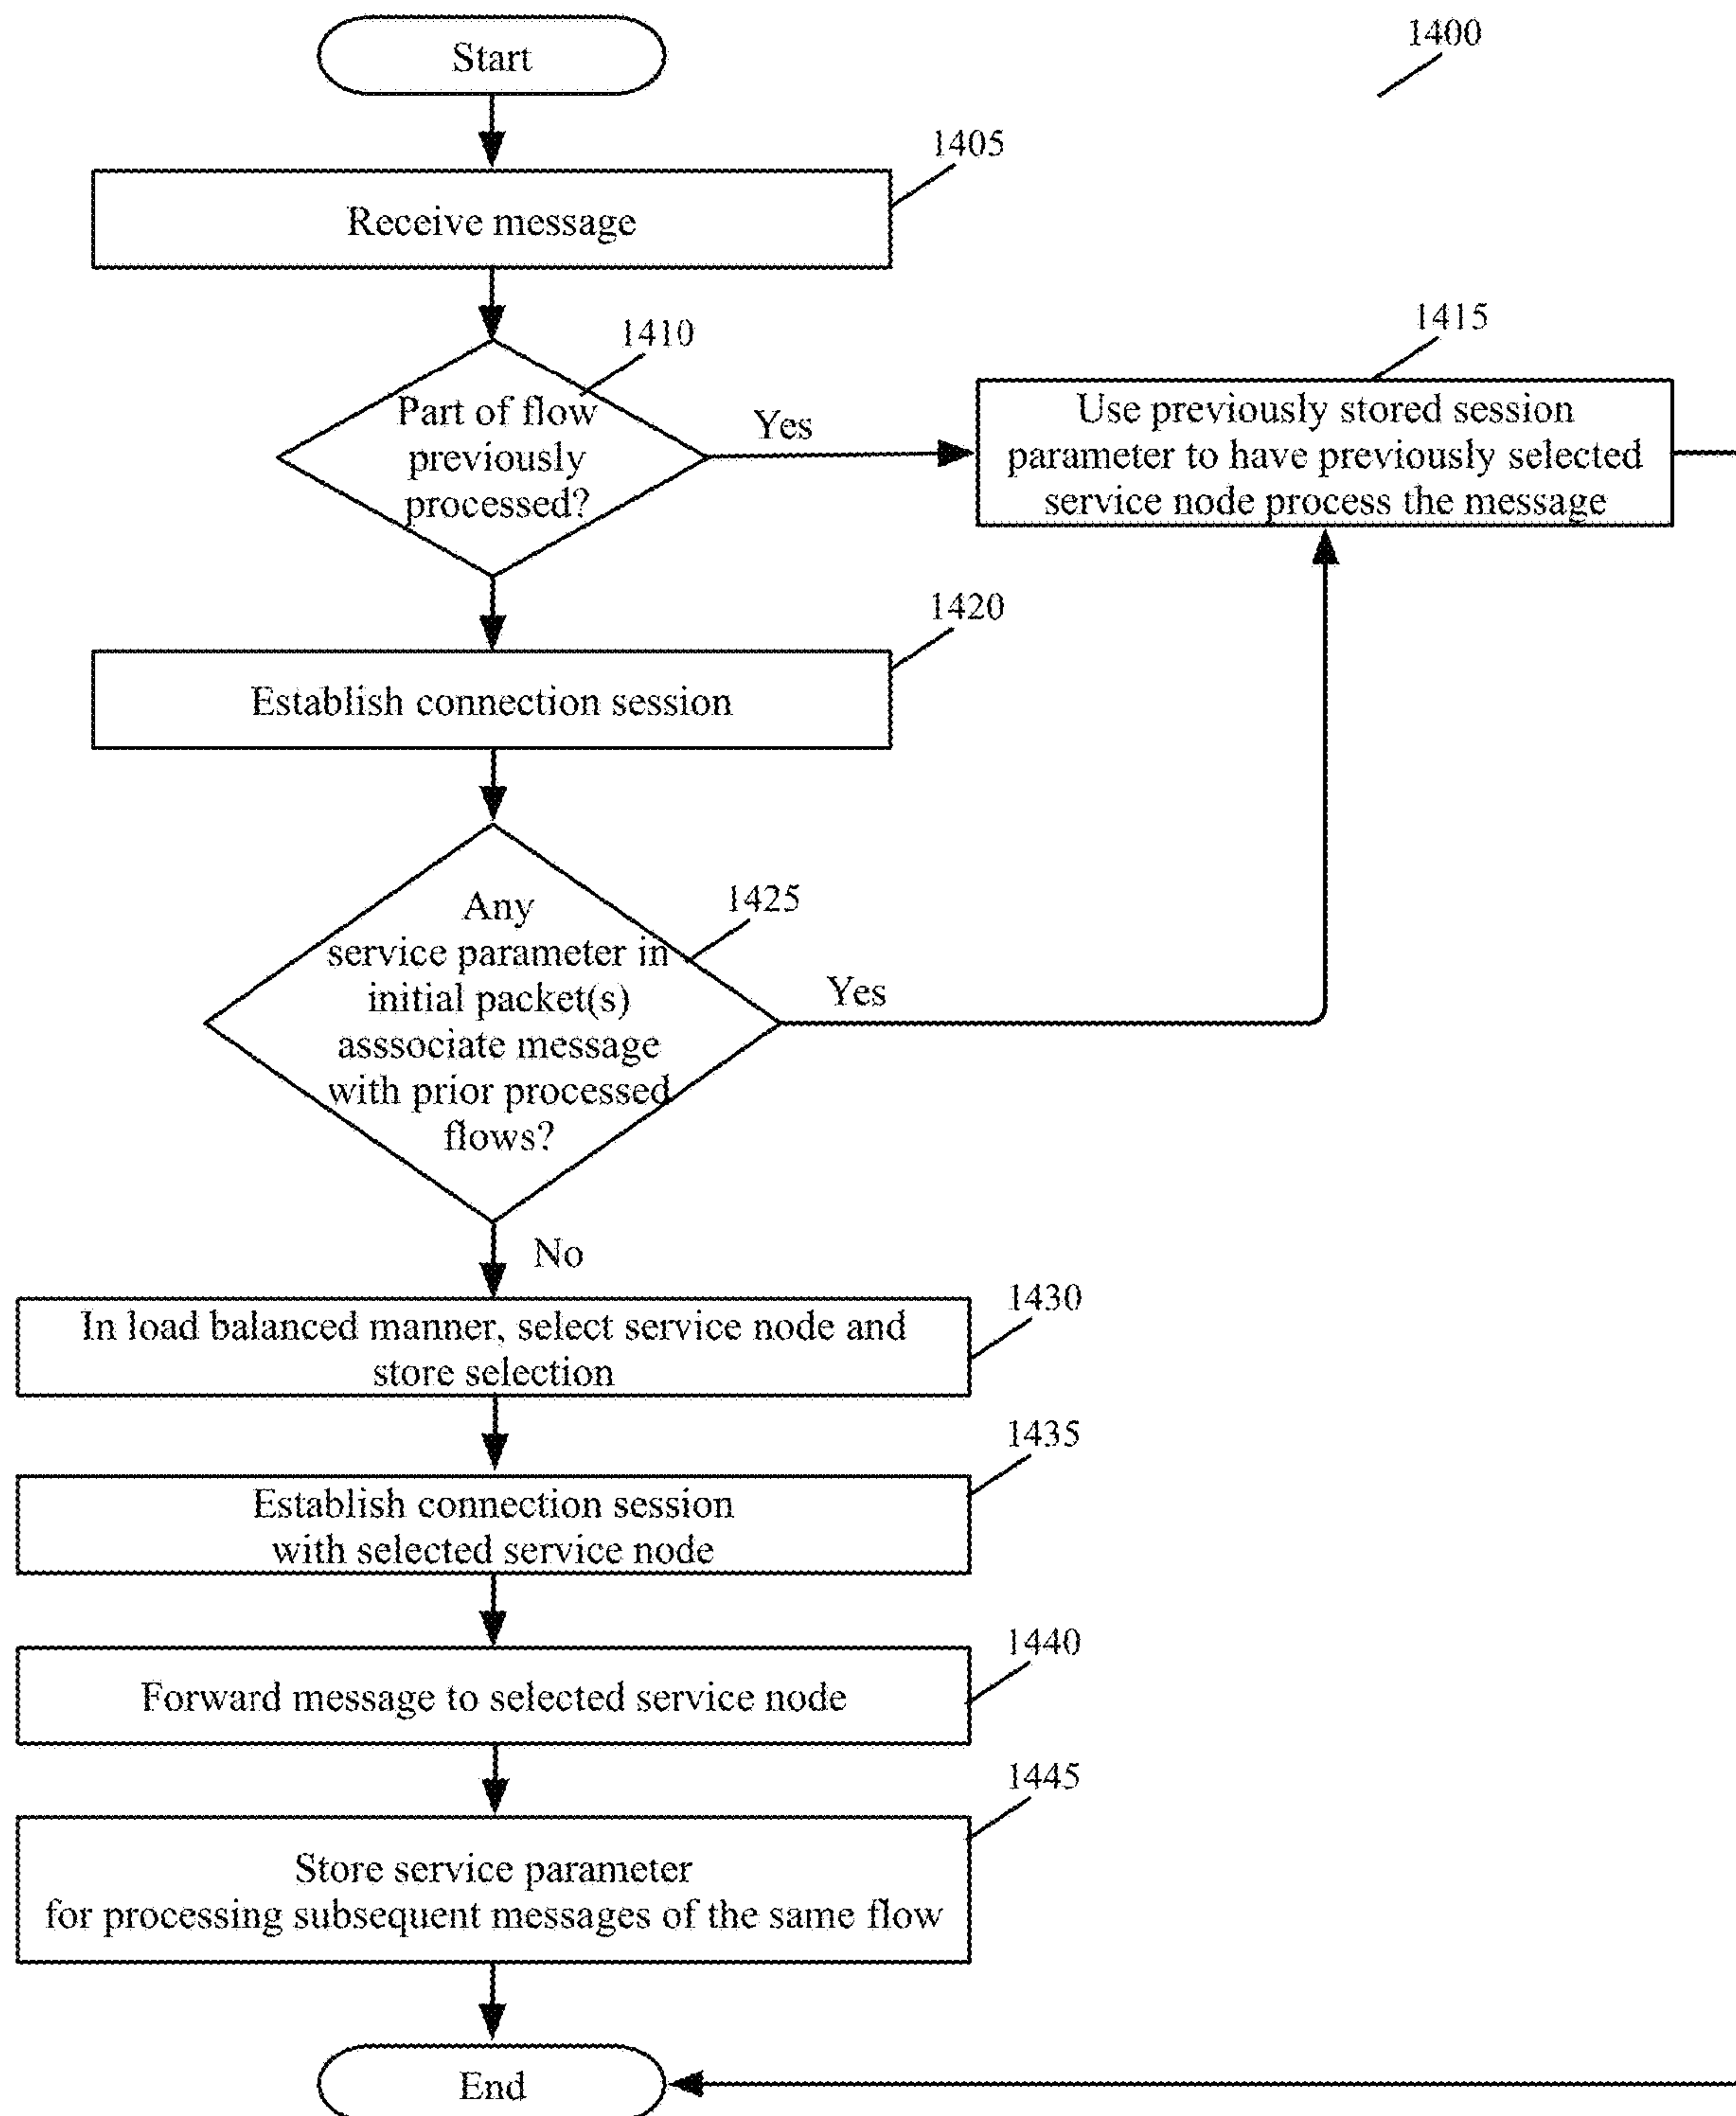 Start
1400
1405
Receive message
1410
Part of flow
previously
processed?
Yes
1415
Use previously stored session
parameter to have previously selected
service node process the message
1420
Establish connection session
1425
Any
service parameter in
initial packet(s)
asssociate message
with prior processed
flows?
Yes
No
1430
In load balanced manner, select service node and
store selection
1435
Establish connection session
with selected service node
1440
Forward message to selected service node
1445
Store service parameter
for processing subsequent messages of the same flow
End